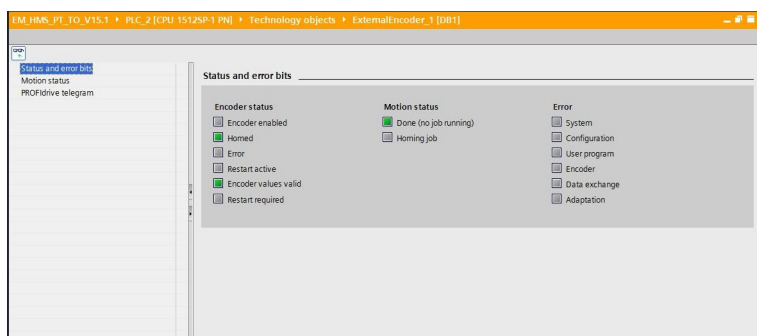 EM_HMS_PT_TO_V15.1 ▸ PLC_2 [CPU 1512SP-1 PN] ▸ Technology objects ▸ ExternalEncoder_1 [DB1]
Status and error bits
Motion status
PROFIdrive telegram
Status and error bits
Encoder status
Encoder enabled
Homed
Error
Restart active
Encoder values valid
Restart required
Motion status
Done (no job running)
Homing job
Error
System
Configuration
User program
Encoder
Data exchange
Adaptation